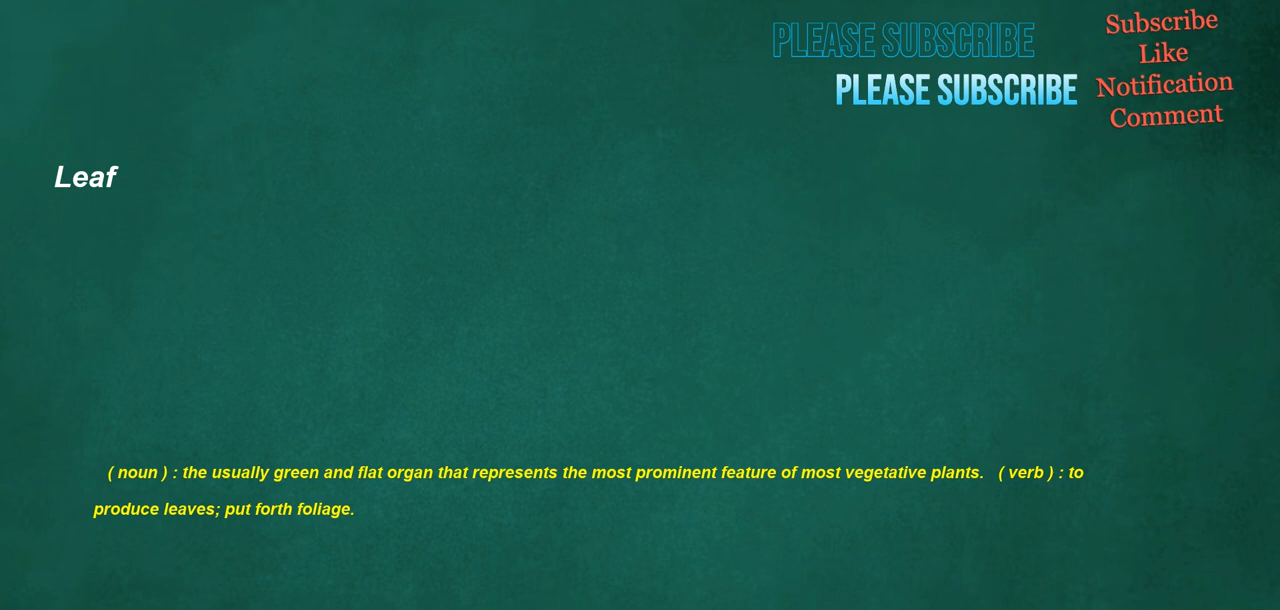 PLEASE SUBSCRIBE
PLEASE SUBSCRIBE
Subscribe
Like
Notification
Comment
Leaf
( noun ) : the usually green and flat organ that represents the most prominent feature of most vegetative plants. ( verb ) : to
produce leaves; put forth foliage.